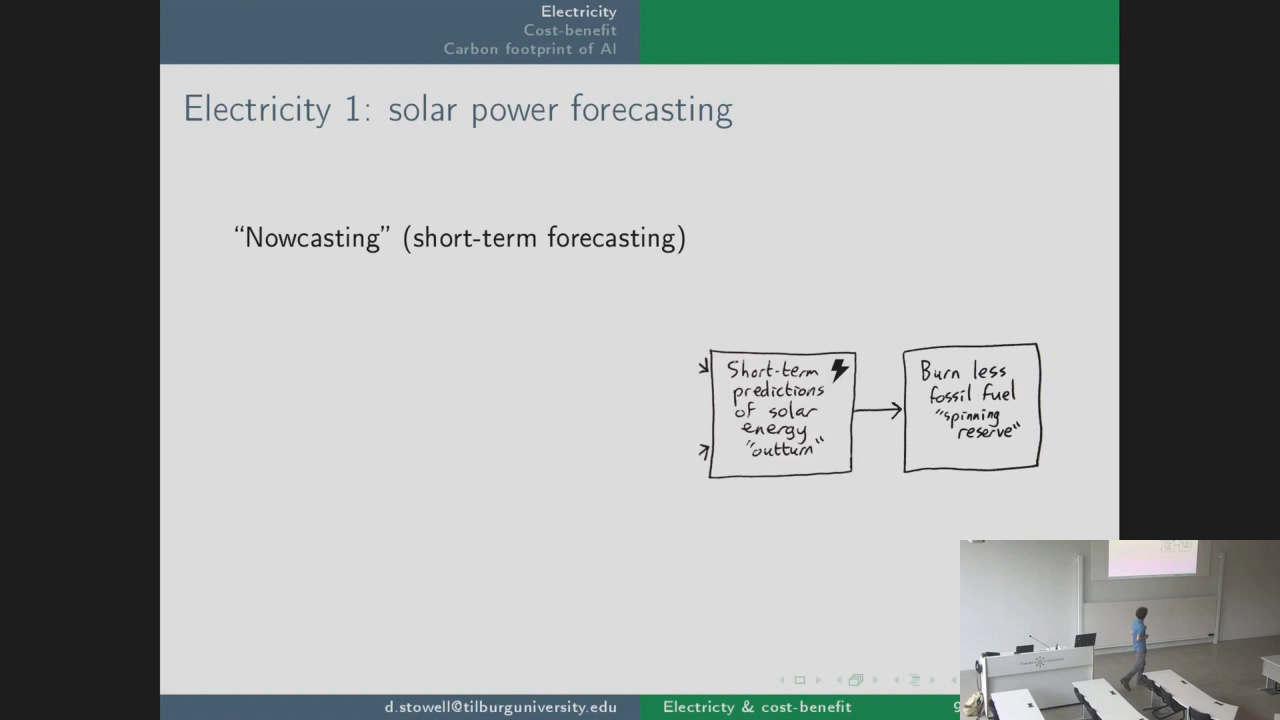 Electricity
Cost-benefit
Carbon footprint of AI
Electricity 1: solar power forecasting
“Nowcasting” (short-term forecasting)
Short-term
predictions
of solar
energy
"outturn"
Burn less
fossil fuel
"spinning
reserve"
d.stowell@tilburguniversity.edu
Electricty & cost-benefit
9